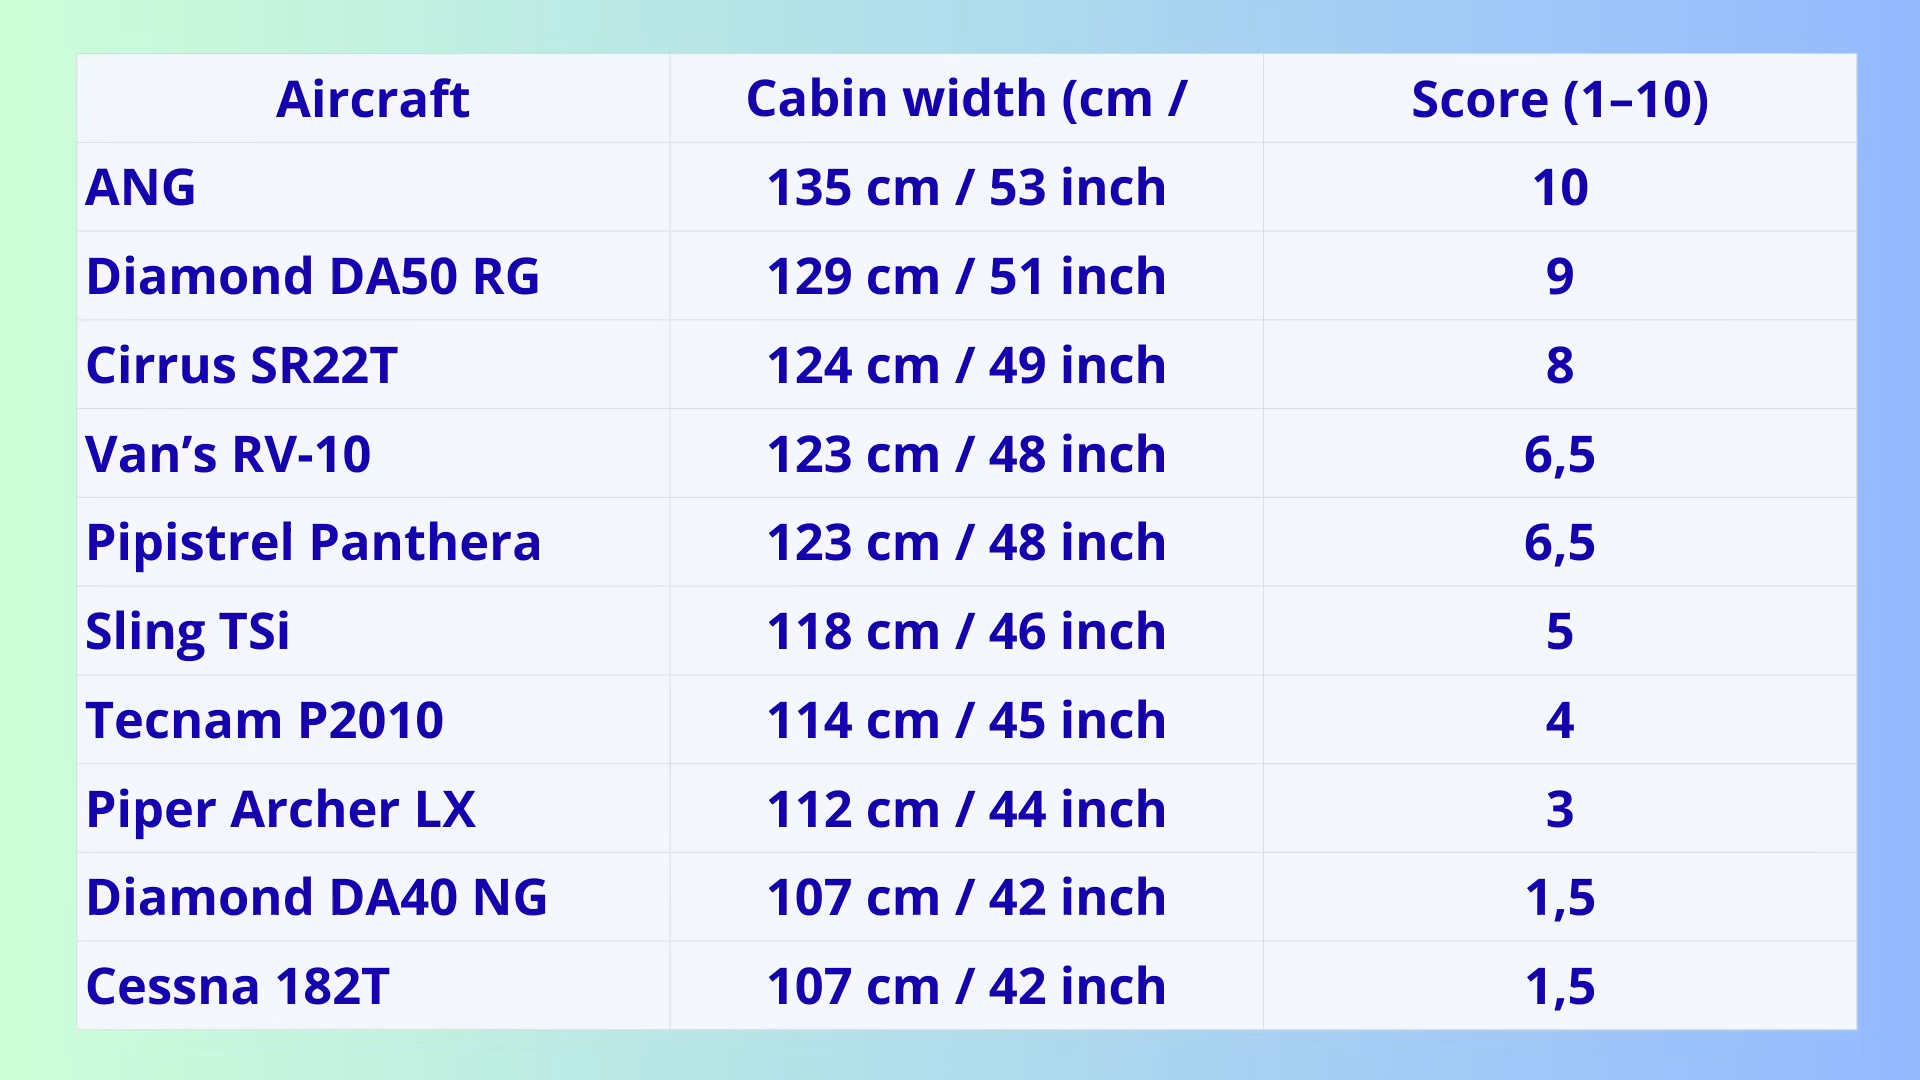 Aircraft Cabin width (cm / Score (1–10)
ANG 135 cm / 53 inch 10
Diamond DA50 RG 129 cm / 51 inch 9
Cirrus SR22T 124 cm / 49 inch 8
Van’s RV-10 123 cm / 48 inch 6,5
Pipistrel Panthera 123 cm / 48 inch 6,5
Sling TSi 118 cm / 46 inch 5
Tecnam P2010 114 cm / 45 inch 4
Piper Archer LX 112 cm / 44 inch 3
Diamond DA40 NG 107 cm / 42 inch 1,5
Cessna 182T 107 cm / 42 inch 1,5